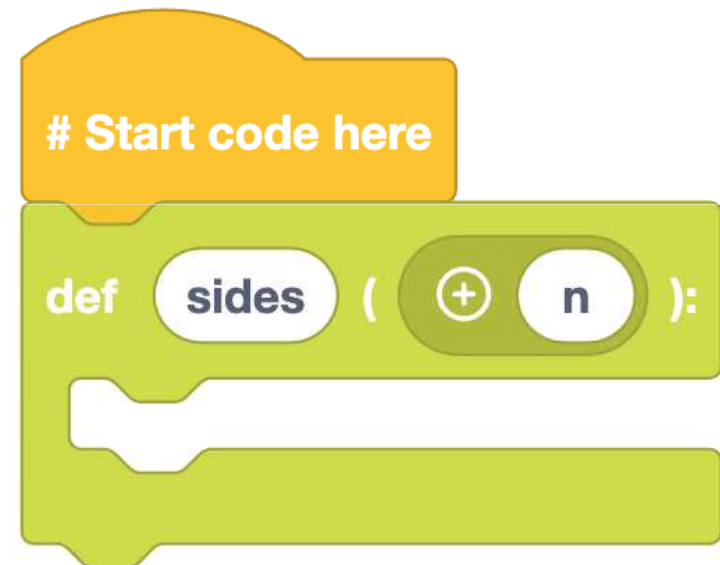 # Start code here
def sides ( + n ):